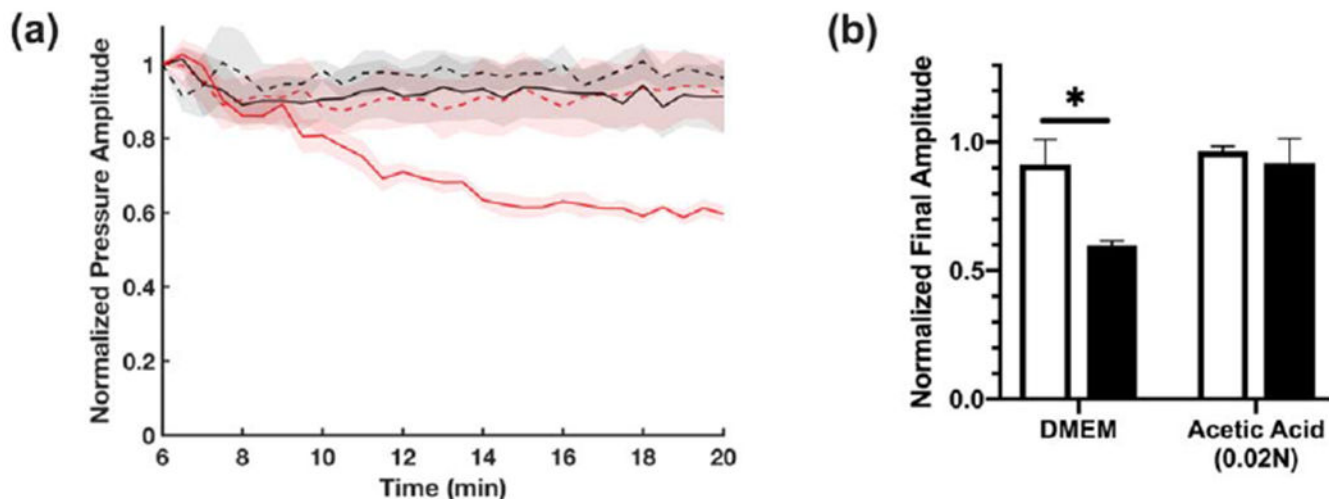 (a)
Normalized Pressure Amplitude
1
0.8
0.6
0.4
0.2
0
6
8
10
12
14
16
18
20
Time (min)
(b)
Normalized Final Amplitude
1.0
0.5
0.0
*
DMEM
Acetic Acid
(0.02N)